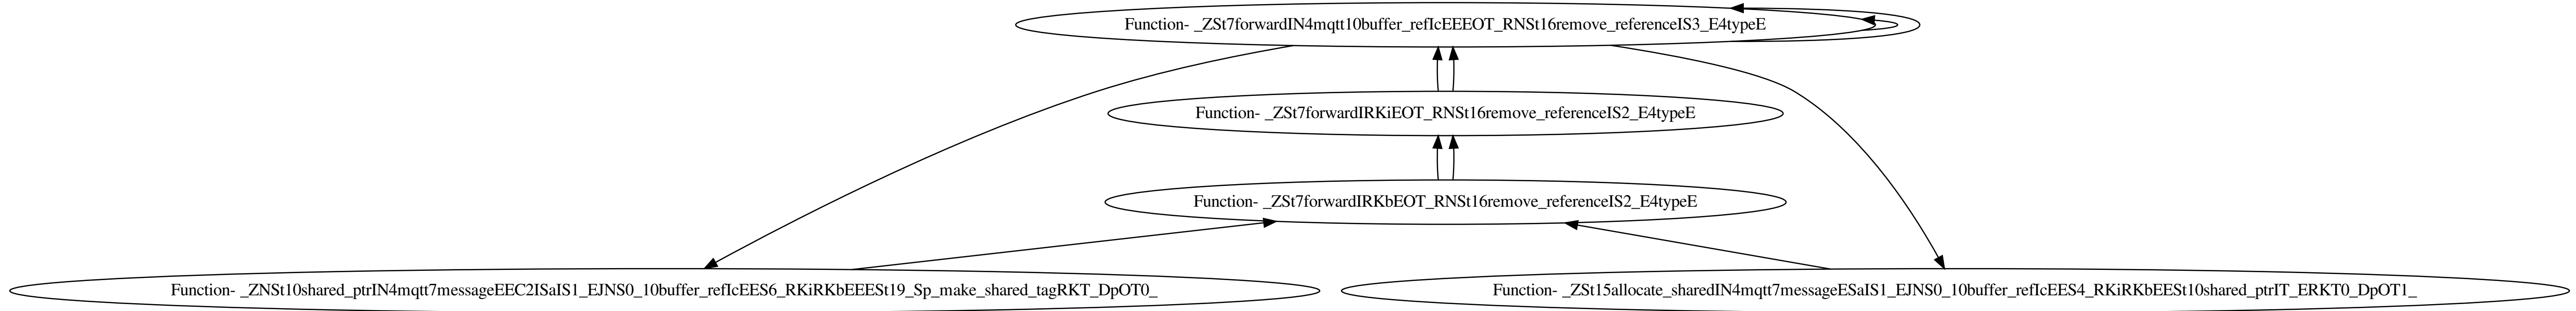 Function- _ZSt7forwardIN4mqtt10buffer_refIcEEEOT_RNSt16remove_referenceIS3_E4typeE
Function- _ZSt7forwardIRKiEOT_RNSt16remove_referenceIS2_E4typeE
Function- _ZSt7forwardIRKbEOT_RNSt16remove_referenceIS2_E4typeE
Function- _ZNSt10shared_ptrIN4mqtt7messageEEC2ISaIS1_EJNS0_10buffer_refIcEES6_RKiRKbEEESt19_Sp_make_shared_tagRKT_DpOT0_
Function- _ZSt15allocate_sharedIN4mqtt7messageESaIS1_EJNS0_10buffer_refIcEES4_RKiRKbEESt10shared_ptrIT_ERKT0_DpOT1_